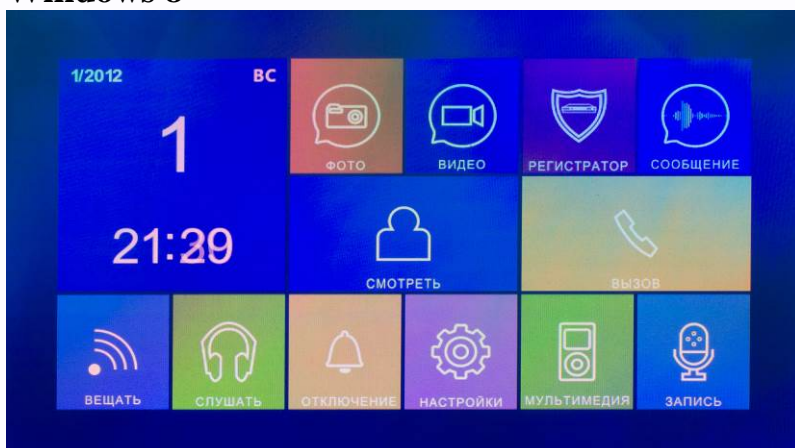 1/2012 ВС
1
21:29
ФОТО
ВИДЕО
РЕГИСТРАТОР
СООБЩЕНИЕ
СМОТРЕТЬ
ВЫЗОВ
ВЕЩАТЬ
СЛУШАТЬ
ОТКЛЮЧЕНИЕ
НАСТРОЙКИ
МУЛЬТИМЕДИЯ
ЗАПИСЬ